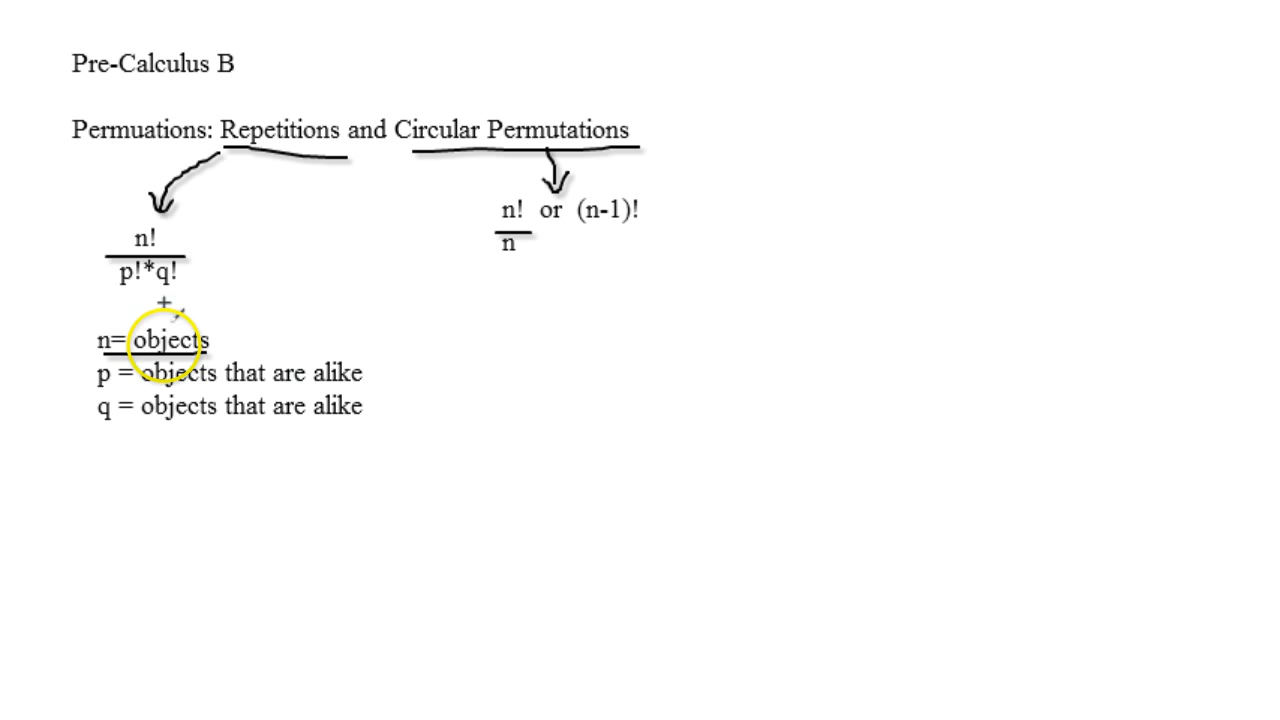 Pre-Calculus B
Permuations: Repetitions and Circular Permutations
n! or (n-1)!
n
n!
p!*q!
n= objects
p = objects that are alike
q = objects that are alike